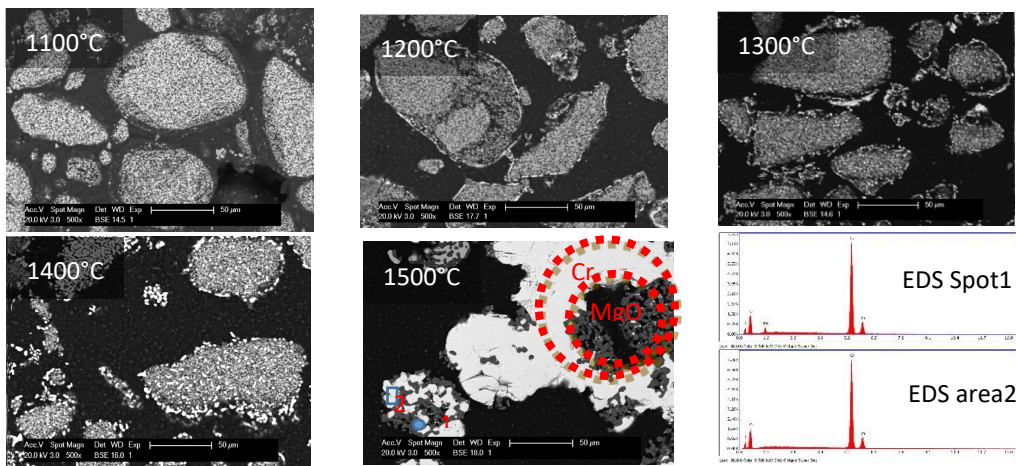 1100°C
Acc.V Spot Magn Det WD Exp
20.0 kV 3.0 500x BSE 14.5 1
50 µm
1200°C
Acc.V Spot Magn Det WD Exp
20.0 kV 3.0 500x BSE 17.7 1
50 µm
1300°C
Acc.V Spot Magn Det WD Exp
20.0 kV 3.0 500x BSE 14.6 1
50 µm
1400°C
Acc.V Spot Magn Det WD Exp
20.0 kV 3.0 500x BSE 16.0 1
50 µm
1500°C
Cr
MgO
2
1
Acc.V Spot Magn Det WD Exp
20.0 kV 3.0 500x BSE 18.0 1
50 µm
EDS Spot1
EDS area2